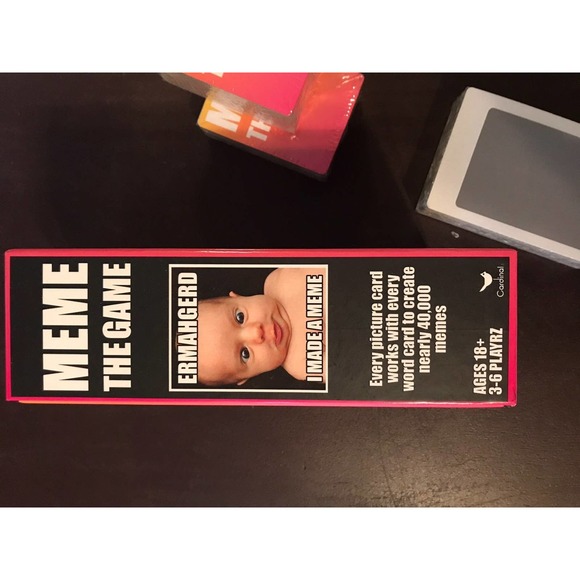 MEME
THE GAME
ERMAHGERD
I MADE A MEME
Every picture card
works with every
word card to create
nearly 40,000
memes
AGES 18+
3-6 PLAYRZ
Cardinal
M
TH